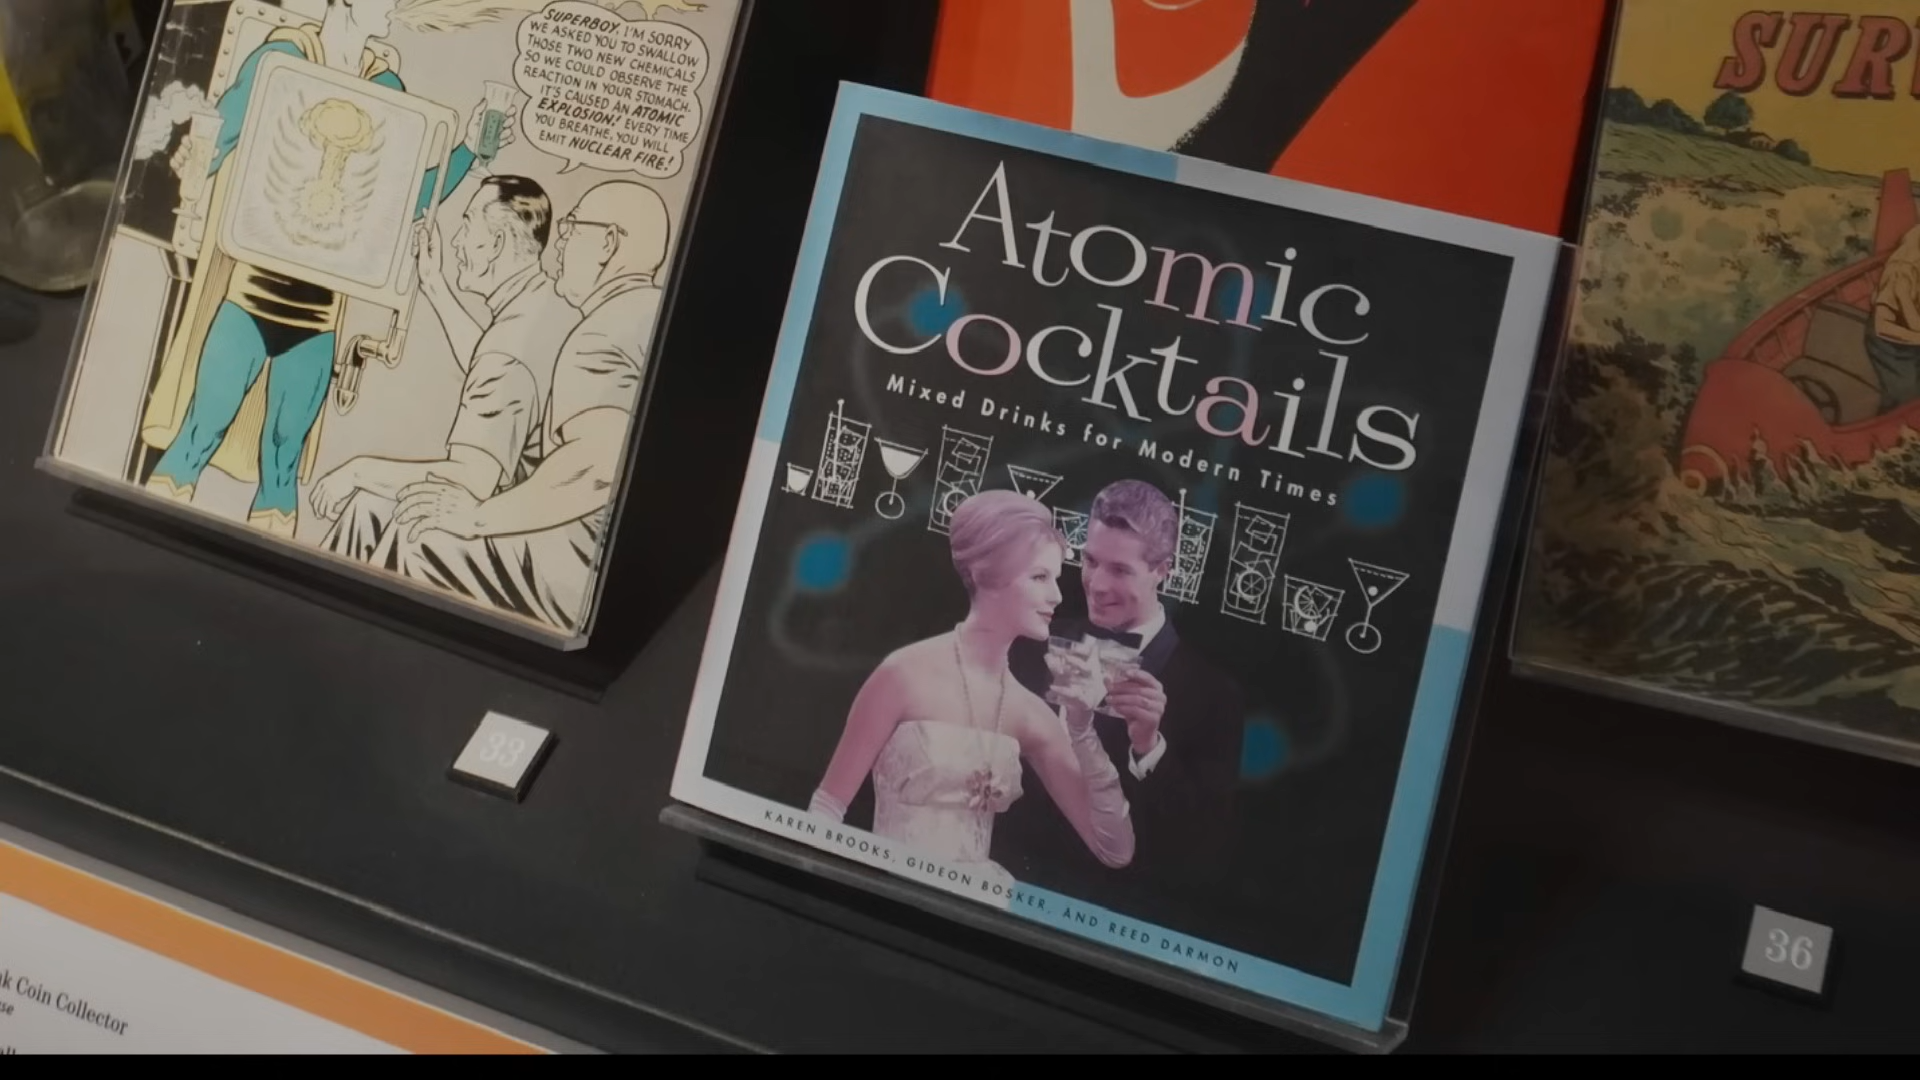 SUPERBOY, I'M SORRY
WE ASKED YOU TO SWALLOW
THOSE TWO NEW CHEMICALS
SO WE COULD OBSERVE THE
REACTION IN YOUR STOMACH.
IT'S CAUSED AN ATOMIC
EXPLOSION! EVERY TIME
YOU BREATHE, YOU WILL
EMIT NUCLEAR FIRE!
Atomic
Cocktails
Mixed Drinks for Modern Times
KAREN BROOKS, GIDEON BOSKER, AND REED DARMON
33
36
Coin Collector